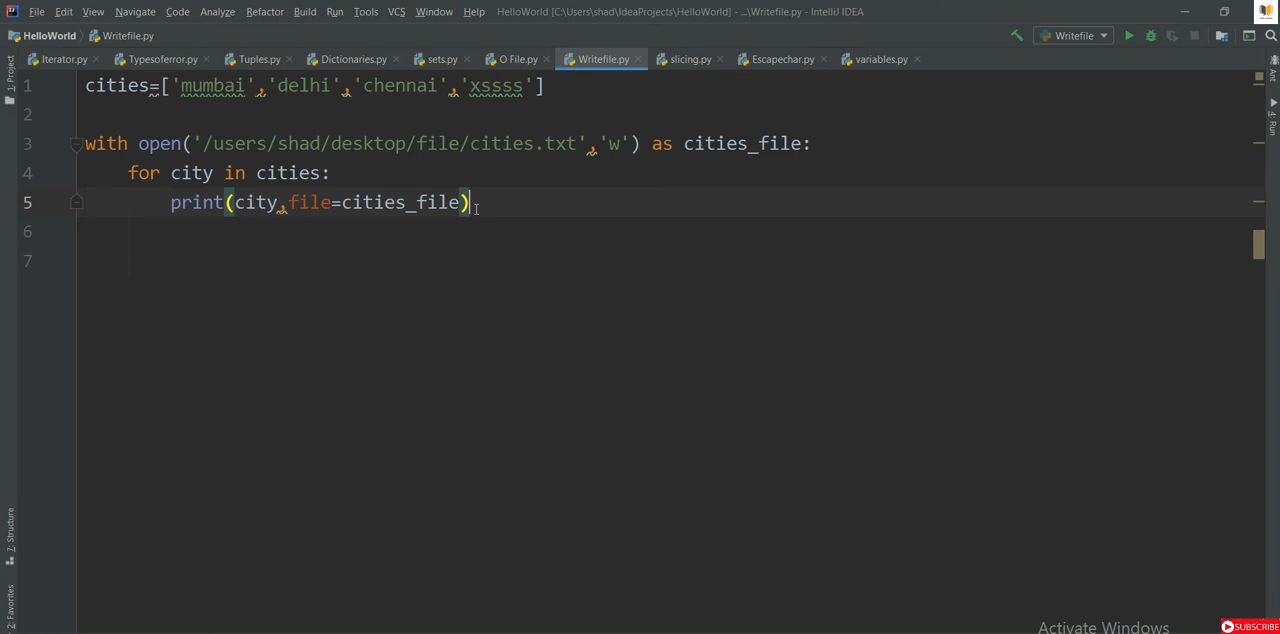 File Edit View Navigate Code Analyze Refactor Build Run Tools VCS Window Help HelloWorld [C:\Users\shad\IdeaProjects\HelloWorld] - ...\Writefile.py - IntelliJ IDEA
HelloWorld Writefile.py Writefile
Iterator.py Typesoferror.py Tuples.py Dictionaries.py sets.py O File.py Writefile.py slicing.py Escapechar.py variables.py
1: Project
Ant
4: Run
7: Structure
2: Favorites
1 cities=['mumbai','delhi','chennai','xssss']
2
3 with open('/users/shad/desktop/file/cities.txt','w') as cities_file:
4 for city in cities:
5 print(city,file=cities_file)
6
7
Activate Windows
SUBSCRIBE